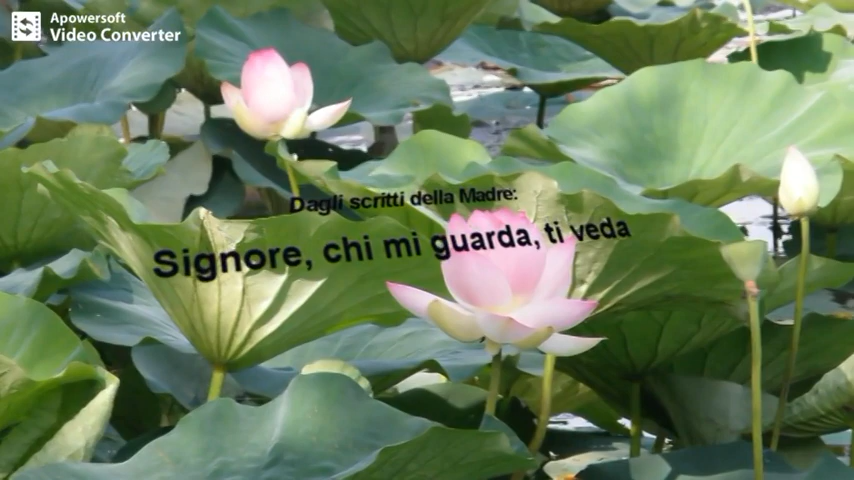 Apowersoft
Video Converter
Dagli scritti della Madre:
Signore, chi mi guarda, ti veda